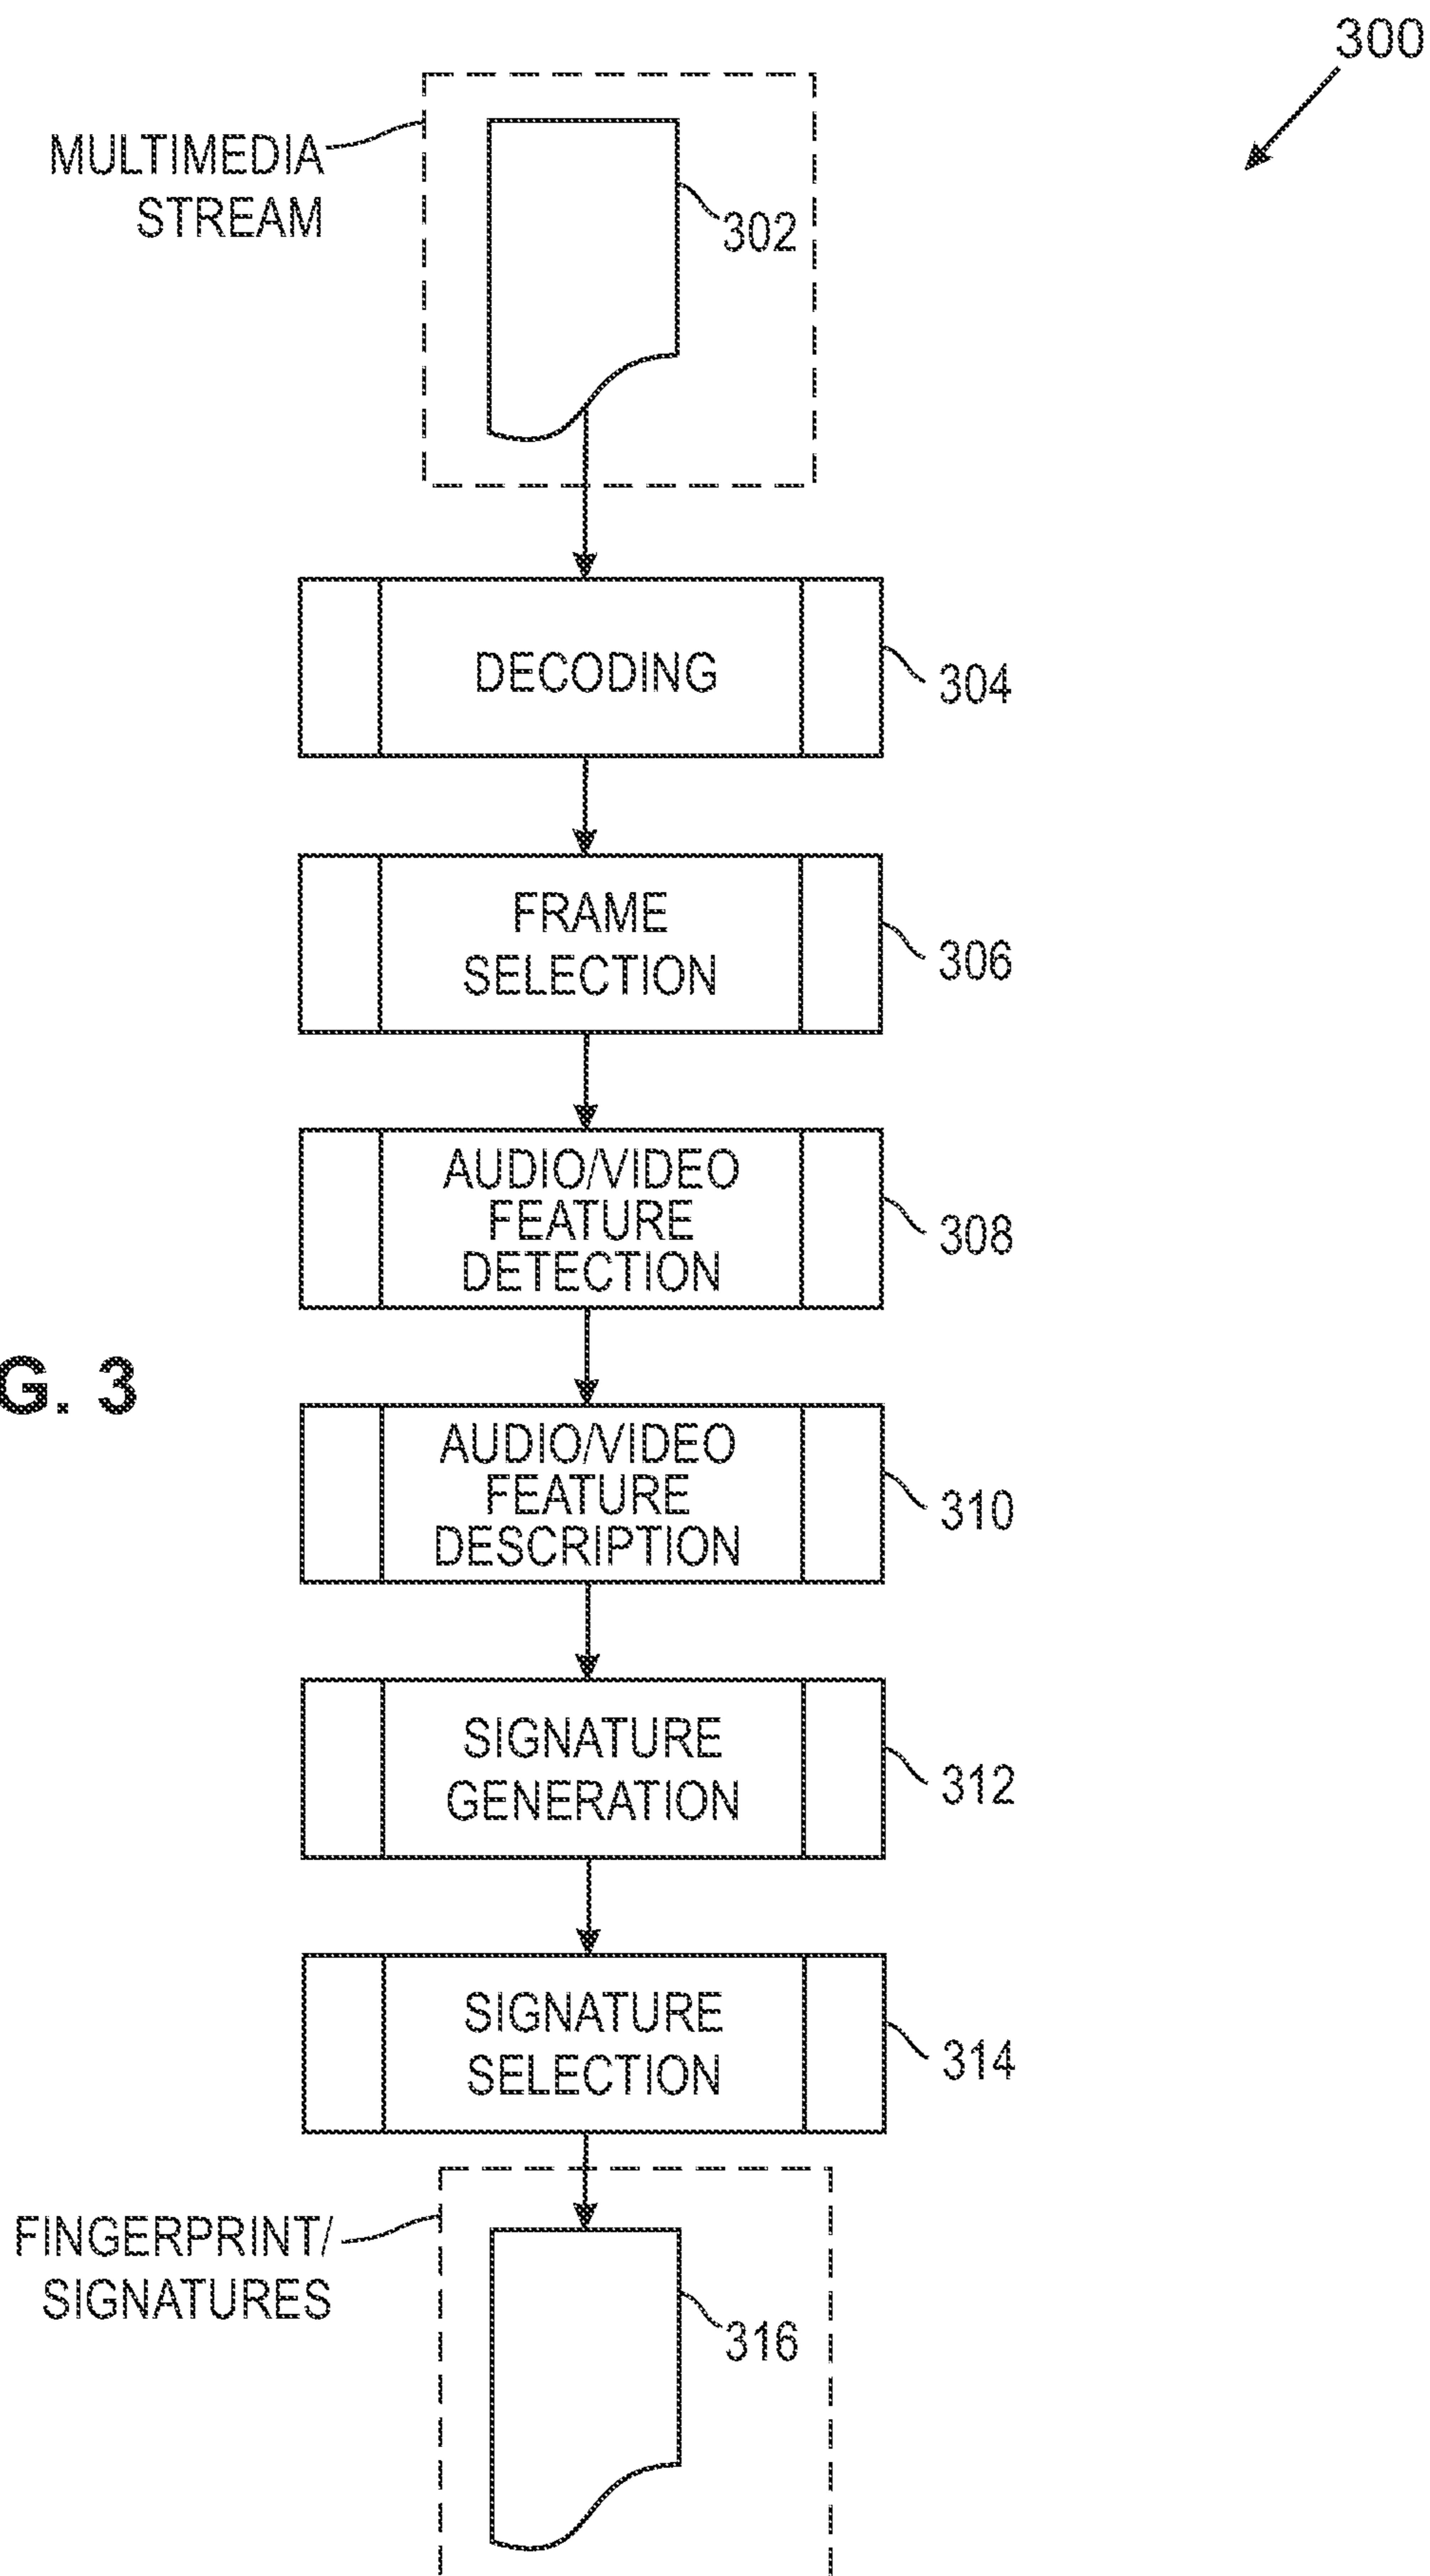 300
MULTIMEDIA
STREAM
302
DECODING
304
FRAME
SELECTION
306
AUDIO/VIDEO
FEATURE
DETECTION
308
G. 3
AUDIO/VIDEO
FEATURE
DESCRIPTION
310
SIGNATURE
GENERATION
312
SIGNATURE
SELECTION
314
FINGERPRINT/
SIGNATURES
316